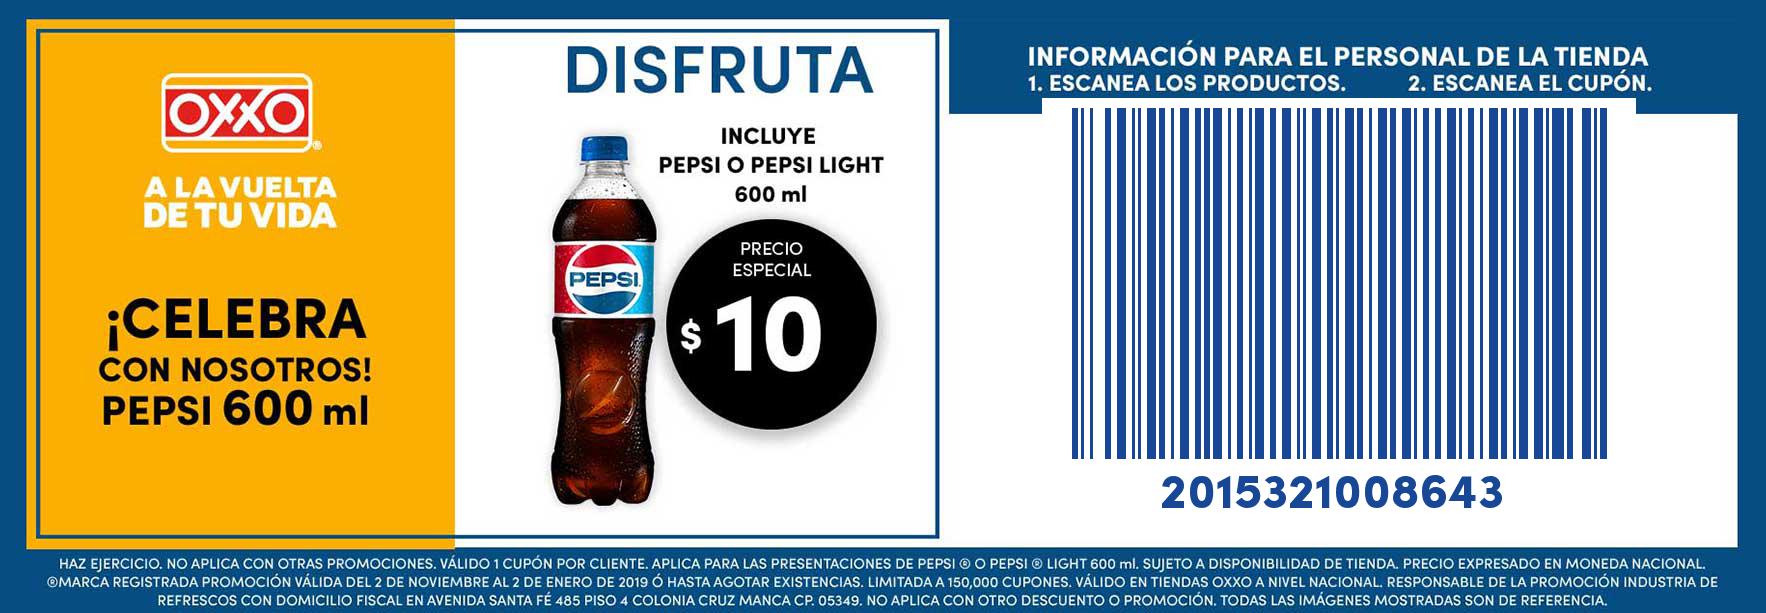 OXXO®
A LA VUELTA
DE TU VIDA
¡CELEBRA
CON NOSOTROS!
PEPSI 600 ml
DISFRUTA
INCLUYE
PEPSI O PEPSI LIGHT
600 ml
PRECIO
ESPECIAL
$ 10
PEPSI
INFORMACIÓN PARA EL PERSONAL DE LA TIENDA
1. ESCANEA LOS PRODUCTOS. 2. ESCANEA EL CUPÓN.
2015321008643
HAZ EJERCICIO. NO APLICA CON OTRAS PROMOCIONES. VÁLIDO 1 CUPÓN POR CLIENTE. APLICA PARA LAS PRESENTACIONES DE PEPSI ® O PEPSI ® LIGHT 600 ml. SUJETO A DISPONIBILIDAD DE TIENDA. PRECIO EXPRESADO EN MONEDA NACIONAL.
®MARCA REGISTRADA PROMOCIÓN VÁLIDA DEL 2 DE NOVIEMBRE AL 2 DE ENERO DE 2019 Ó HASTA AGOTAR EXISTENCIAS. LIMITADA A 150,000 CUPONES. VÁLIDO EN TIENDAS OXXO A NIVEL NACIONAL. RESPONSABLE DE LA PROMOCIÓN INDUSTRIA DE
REFRESCOS CON DOMICILIO FISCAL EN AVENIDA SANTA FÉ 485 PISO 4 COLONIA CRUZ MANCA CP. 05349. NO APLICA CON OTRO DESCUENTO O PROMOCIÓN. TODAS LAS IMÁGENES MOSTRADAS SON DE REFERENCIA.